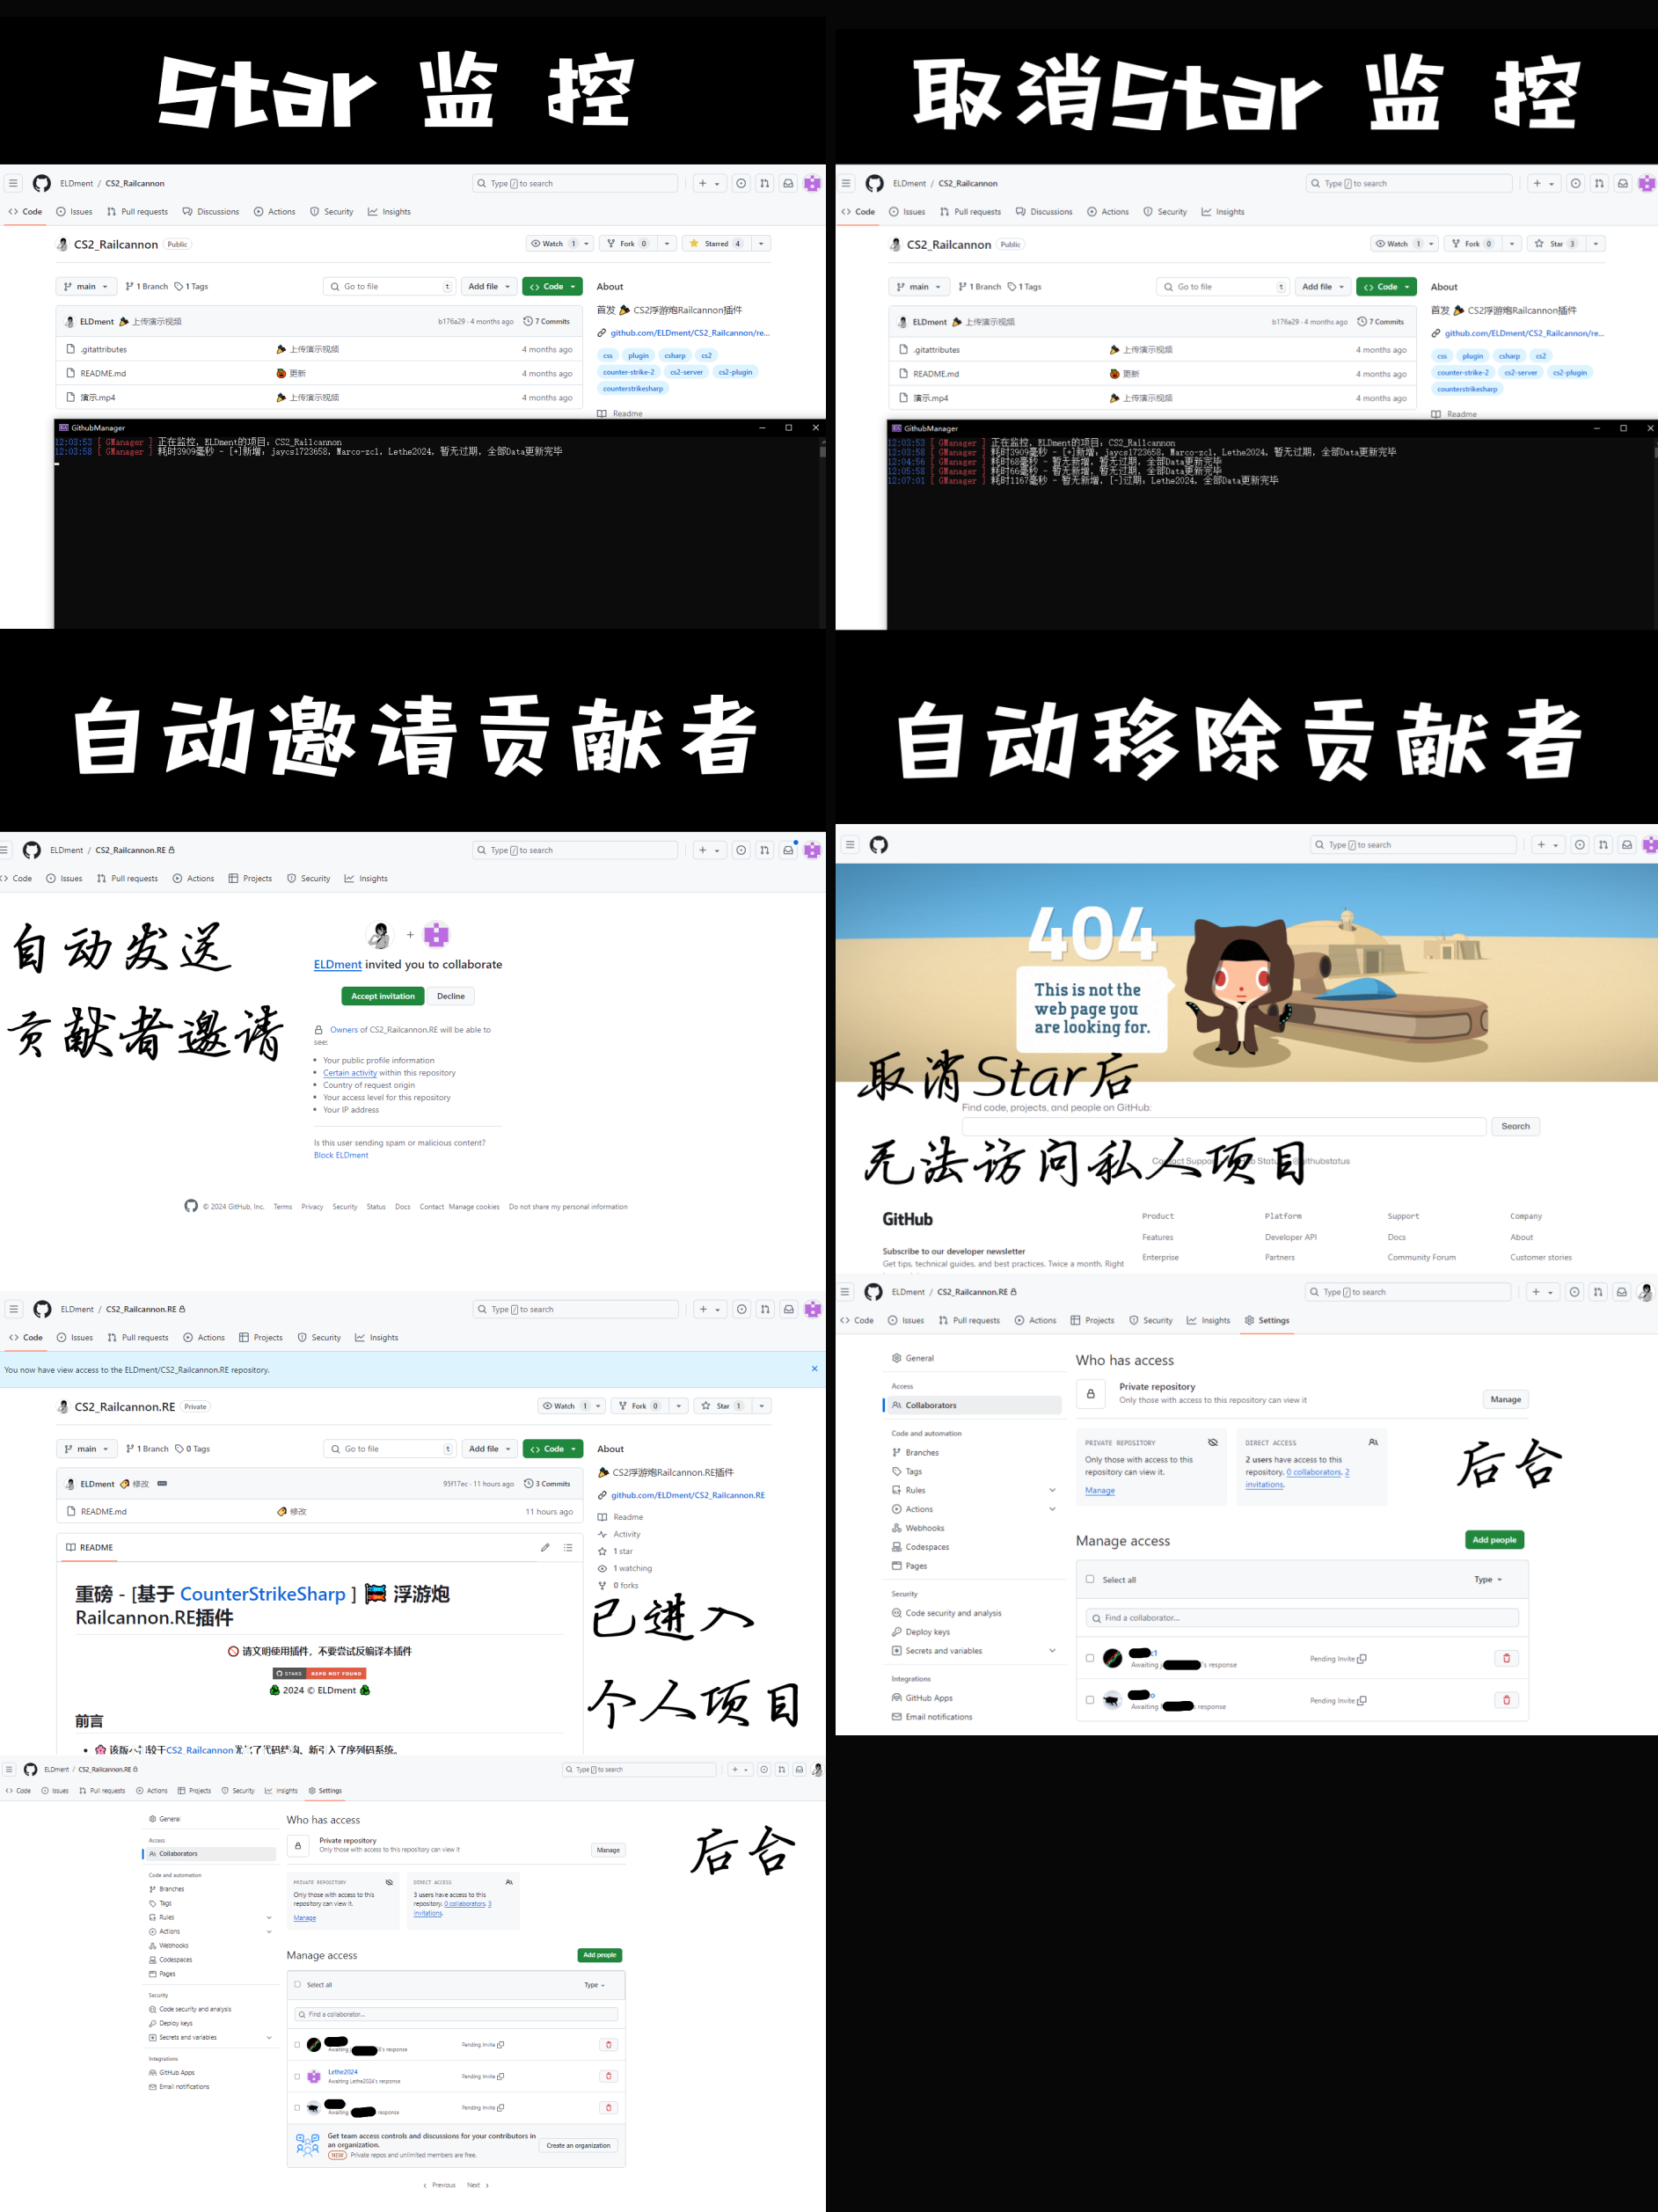 Star 监 控
ELDment / CS2_Railcannon
Type / to search
Code Issues Pull requests Discussions Actions Security Insights
CS2_Railcannon Public
Watch 1 Fork 0 Starred 4
main 1 Branch 1 Tags Go to file t Add file Code
About
ELDment 上传演示视频 b176a29 · 4 months ago 7 Commits
首发 CS2浮游炮Railcannon插件
github.com/ELDment/CS2_Railcannon/re...
.gitattributes 上传演示视频 4 months ago
css plugin csharp cs2
README.md 更新 4 months ago
counter-strike-2 cs2-server cs2-plugin
演示.mp4 上传演示视频 4 months ago
counterstrikesharp
Readme
GithubManager
12:03:53 [ GManager ] 正在监控, ELDment的项目: CS2_Railcannon
12:03:58 [ GManager ] 耗时3909毫秒 - [+]新增: jaycs1723658, Marco-zcl, Lethe2024, 暂无过期, 全部Data更新完毕
自动邀请贡献者
ELDment / CS2_Railcannon.RE
Type / to search
Code Issues Pull requests Actions Projects Security Insights
自动发送
贡献者邀请
+
ELDment invited you to collaborate
Accept invitation Decline
Owners of CS2_Railcannon.RE will be able to
see:
Your public profile information
Certain activity within this repository
Country of request origin
Your access level for this repository
Your IP address
Is this user sending spam or malicious content?
Block ELDment
© 2024 GitHub, Inc. Terms Privacy Security Status Docs Contact Manage cookies Do not share my personal information
ELDment / CS2_Railcannon.RE
Type / to search
Code Issues Pull requests Actions Projects Security Insights
You now have view access to the ELDment/CS2_Railcannon.RE repository.
CS2_Railcannon.RE Private
Watch 1 Fork 0 Star 1
main 1 Branch 0 Tags Go to file t Add file Code
About
ELDment 修改 95f17ec · 11 hours ago 3 Commits
CS2浮游炮Railcannon.RE插件
github.com/ELDment/CS2_Railcannon.RE
README.md 修改 11 hours ago
Readme
Activity
1 star
1 watching
0 forks
README
重磅 - [基于 CounterStrikeSharp ] 浮游炮
Railcannon.RE插件
请文明使用插件，不要尝试反编译本插件
STARS REPO NOT FOUND
2024 © ELDment
前言
已进入
个人项目
ELDment / CS2_Railcannon.RE
Type / to search
Code Issues Pull requests Actions Projects Security Insights Settings
General
Access
Collaborators
Code and automation
Branches
Tags
Rules
Actions
Webhooks
Codespaces
Pages
Security
Code security and analysis
Deploy keys
Secrets and variables
Integrations
GitHub Apps
Email notifications
Who has access
Private repository
Only those with access to this repository can view it
Manage
PRIVATE REPOSITORY
Only those with access to this
repository can view it.
Manage
DIRECT ACCESS
3 users have access to this
repository. 0 collaborators. 3
invitations.
后台
Manage access
Add people
Select all Type
Find a collaborator...
Awaiting 's response Pending Invite
Lethe2024
Awaiting Lethe2024's response Pending Invite
Awaiting response Pending Invite
Get team access controls and discussions for your contributors in
an organization.
NEW Private repos and unlimited members are free.
Create an organization
Previous Next
取消Star 监 控
ELDment / CS2_Railcannon
Type / to search
Code Issues Pull requests Discussions Actions Security Insights
CS2_Railcannon Public
Watch 1 Fork 0 Star 3
main 1 Branch 1 Tags Go to file t Add file Code
About
ELDment 上传演示视频 b176a29 · 4 months ago 7 Commits
首发 CS2浮游炮Railcannon插件
github.com/ELDment/CS2_Railcannon/re...
.gitattributes 上传演示视频 4 months ago
css plugin csharp cs2
README.md 更新 4 months ago
counter-strike-2 cs2-server cs2-plugin
演示.mp4 上传演示视频 4 months ago
counterstrikesharp
Readme
GithubManager
12:03:53 [ GManager ] 正在监控, ELDment的项目: CS2_Railcannon
12:03:58 [ GManager ] 耗时3909毫秒 - [+]新增: jaycs1723658, Marco-zcl, Lethe2024, 暂无过期, 全部Data更新完毕
12:04:56 [ GManager ] 耗时68毫秒 - 暂无新增, 暂无过期, 全部Data更新完毕
12:05:58 [ GManager ] 耗时66毫秒 - 暂无新增, 暂无过期, 全部Data更新完毕
12:07:01 [ GManager ] 耗时1167毫秒 - 暂无新增, [-]过期: Lethe2024, 全部Data更新完毕
自动移除贡献者
Type / to search
404
This is not the
web page you
are looking for.
取消Star后
Find code, projects, and people on GitHub:
Search
无法访问私人项目
GitHub
Subscribe to our developer newsletter
Get tips, technical guides, and best practices. Twice a month. Right
Product Platform Support Company
Features Developer API Docs About
Enterprise Partners Community Forum Customer stories
ELDment / CS2_Railcannon.RE
Type / to search
Code Issues Pull requests Actions Projects Security Insights Settings
General
Access
Collaborators
Code and automation
Branches
Tags
Rules
Actions
Webhooks
Codespaces
Pages
Security
Code security and analysis
Deploy keys
Secrets and variables
Integrations
GitHub Apps
Email notifications
Who has access
Private repository
Only those with access to this repository can view it
Manage
PRIVATE REPOSITORY
Only those with access to this
repository can view it.
Manage
DIRECT ACCESS
2 users have access to this
repository. 0 collaborators. 2
invitations.
后台
Manage access
Add people
Select all Type
Find a collaborator...
Awaiting 's response Pending Invite
Awaiting response Pending Invite